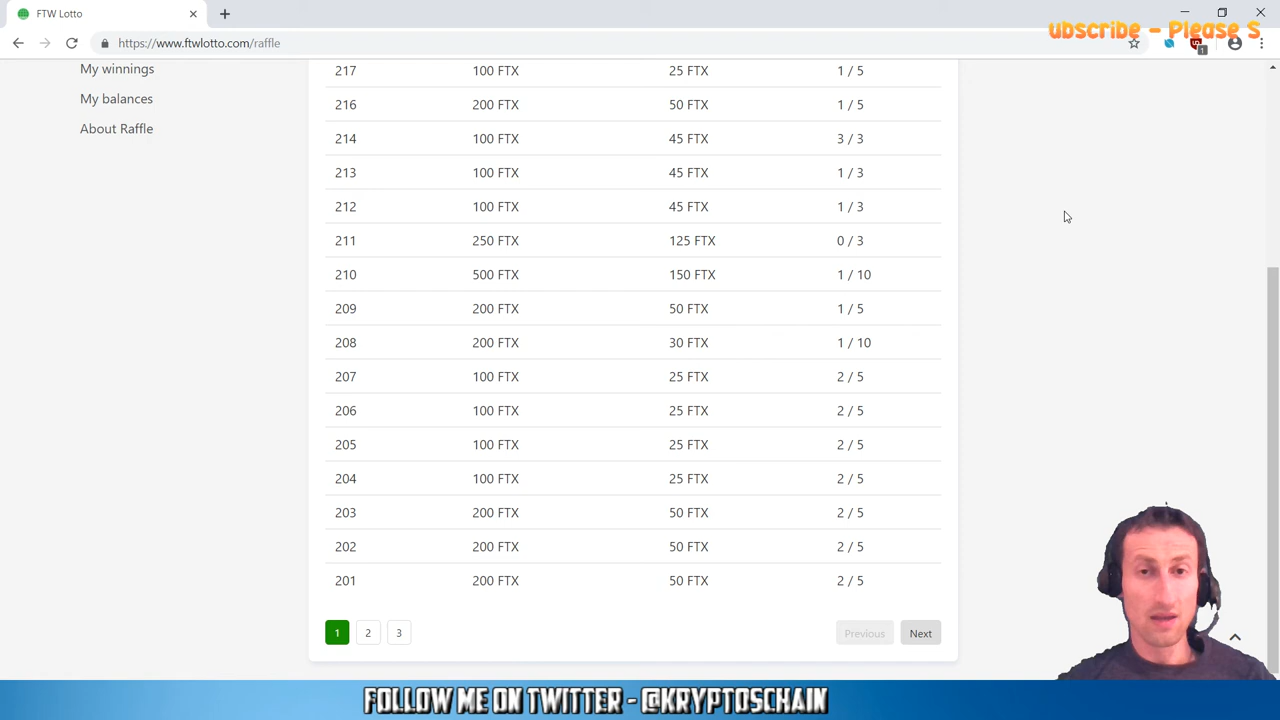 FTW Lotto
ubscribe - Please S
https://www.ftwlotto.com/raffle
1
My winnings
My balances
About Raffle
217 100 FTX 25 FTX 1 / 5
216 200 FTX 50 FTX 1 / 5
214 100 FTX 45 FTX 3 / 3
213 100 FTX 45 FTX 1 / 3
212 100 FTX 45 FTX 1 / 3
211 250 FTX 125 FTX 0 / 3
210 500 FTX 150 FTX 1 / 10
209 200 FTX 50 FTX 1 / 5
208 200 FTX 30 FTX 1 / 10
207 100 FTX 25 FTX 2 / 5
206 100 FTX 25 FTX 2 / 5
205 100 FTX 25 FTX 2 / 5
204 100 FTX 25 FTX 2 / 5
203 200 FTX 50 FTX 2 / 5
202 200 FTX 50 FTX 2 / 5
201 200 FTX 50 FTX 2 / 5
1 2 3 Previous Next
FOLLOW ME ON TWITTER - @KRYPTOSCHAIN